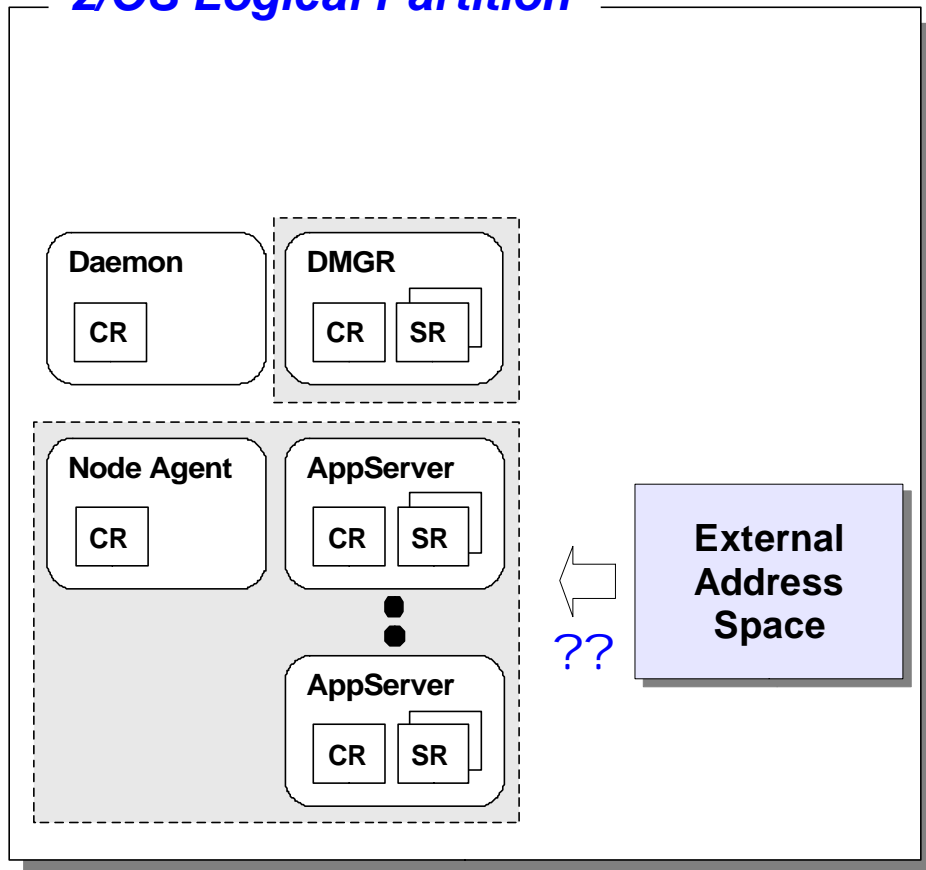 z/OS Logical Partition
Daemon
CR
DMGR
CR SR
Node Agent
CR
AppServer
CR SR
AppServer
CR SR
??
External
Address
Space